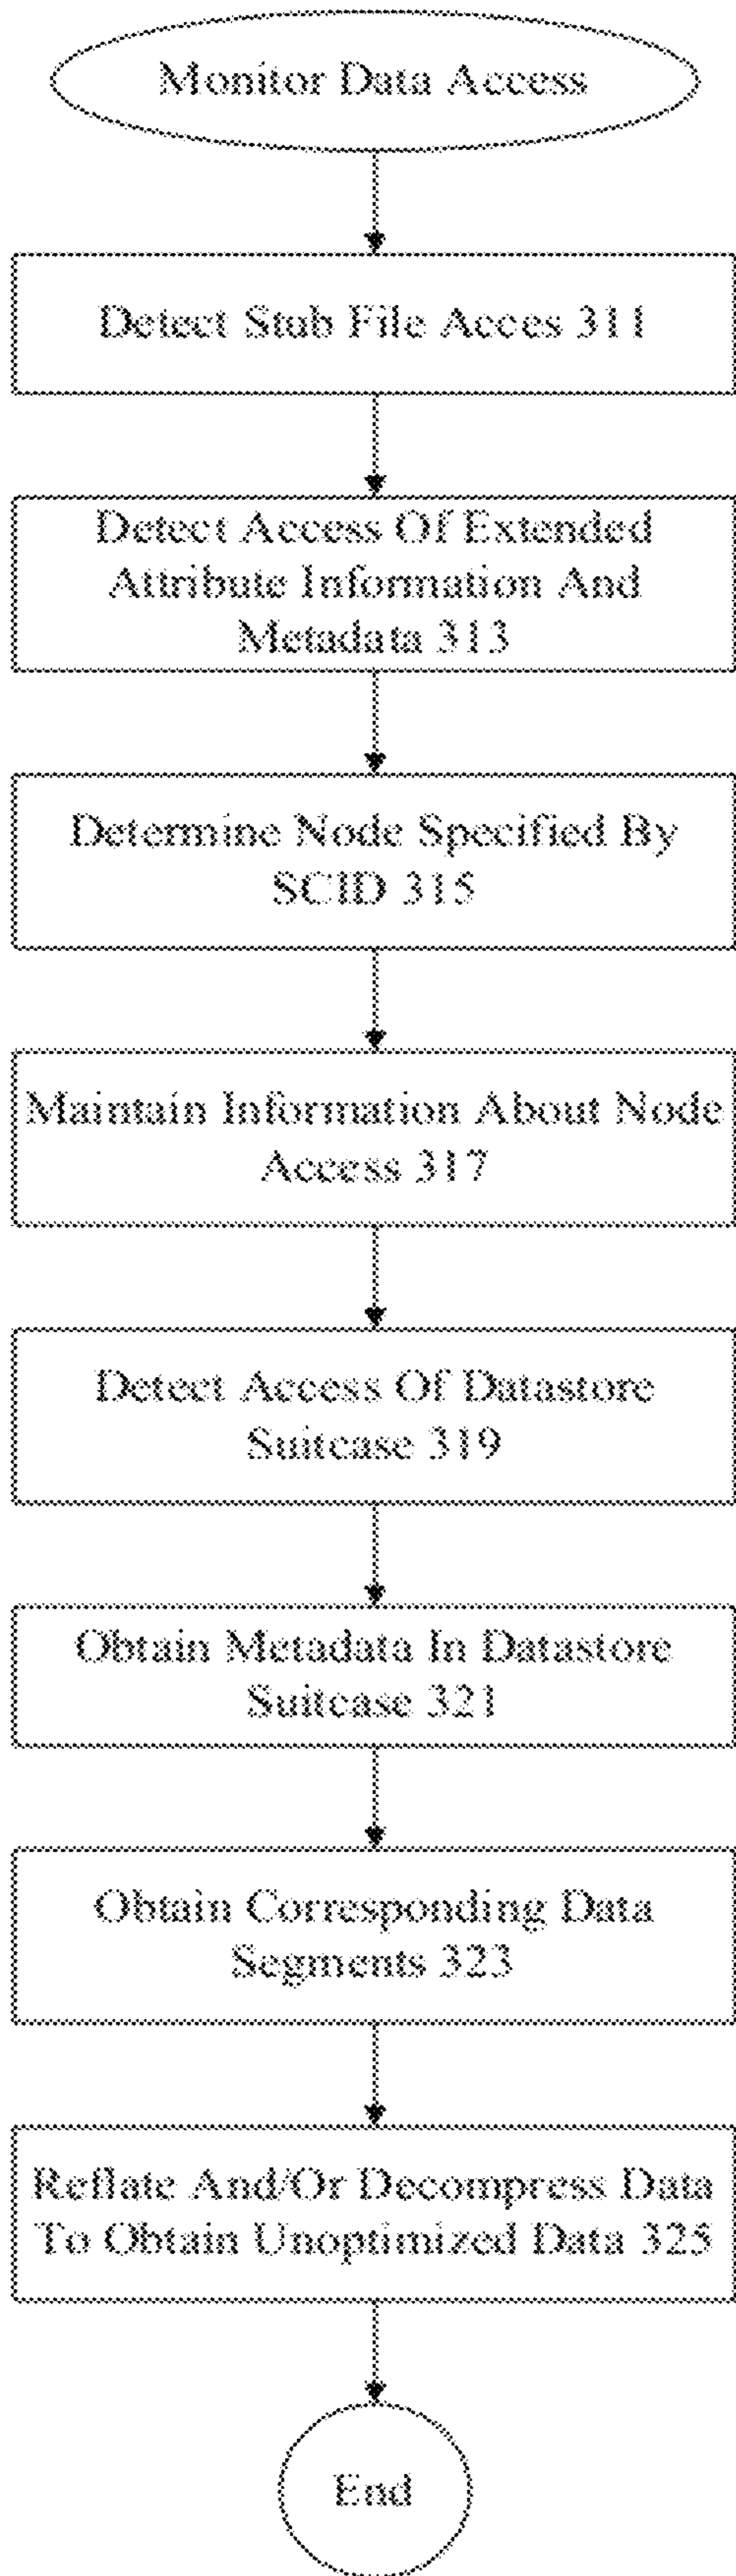 Monitor Data Access
Detect Stub File Acces 311
Detect Access Of Extended
Attribute Information And
Metadata 313
Determine Node Specified By
SCID 315
Maintain Information About Node
Access 317
Detect Access Of Datastore
Suitcase 319
Obtain Metadata In Datastore
Suitcase 321
Obtain Corresponding Data
Segments 323
Reflate And/Or Decompress Data
To Obtain Unoptimized Data 325
End